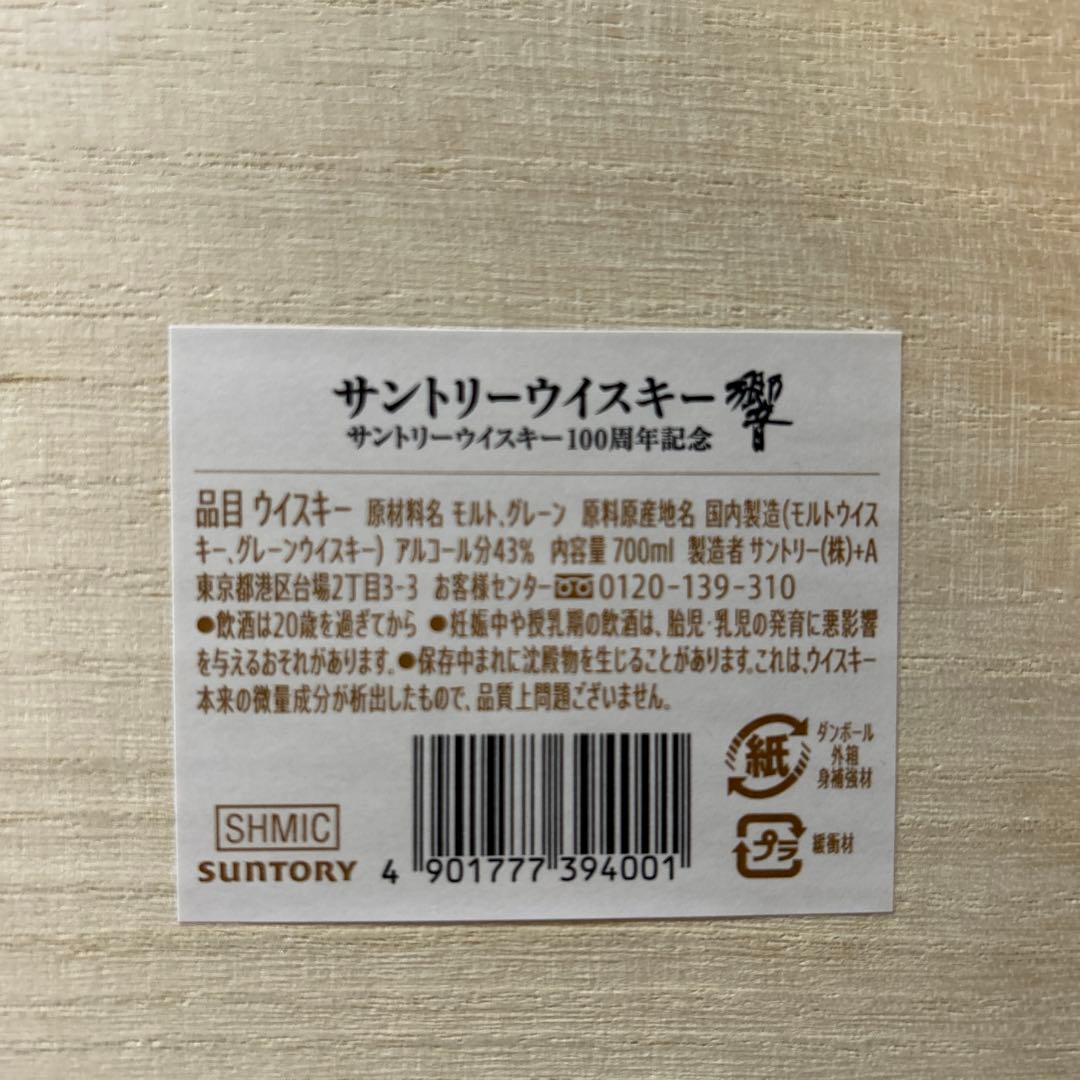 サントリーウイスキー響
サントリーウイスキー100周年記念
品目 ウイスキー 原材料名 モルト、グレーン 原料原産地名 国内製造(モルトウイス
キー、グレーンウイスキー) アルコール分43% 内容量 700ml 製造者 サントリー(株)+A
東京都港区台場2丁目3-3 お客様センター 0120-139-310
●飲酒は20歳を過ぎてから ●妊娠中や授乳期の飲酒は、胎児・乳児の発育に悪影響
を与えるおそれがあります。●保存中まれに沈殿物を生じることがあります。これは、ウイスキー
本来の微量成分が析出したもので、品質上問題ございません。
紙
ダンボール
外箱
身補強材
プラ
緩衝材
SHMIC
SUNTORY
4 901777 394001